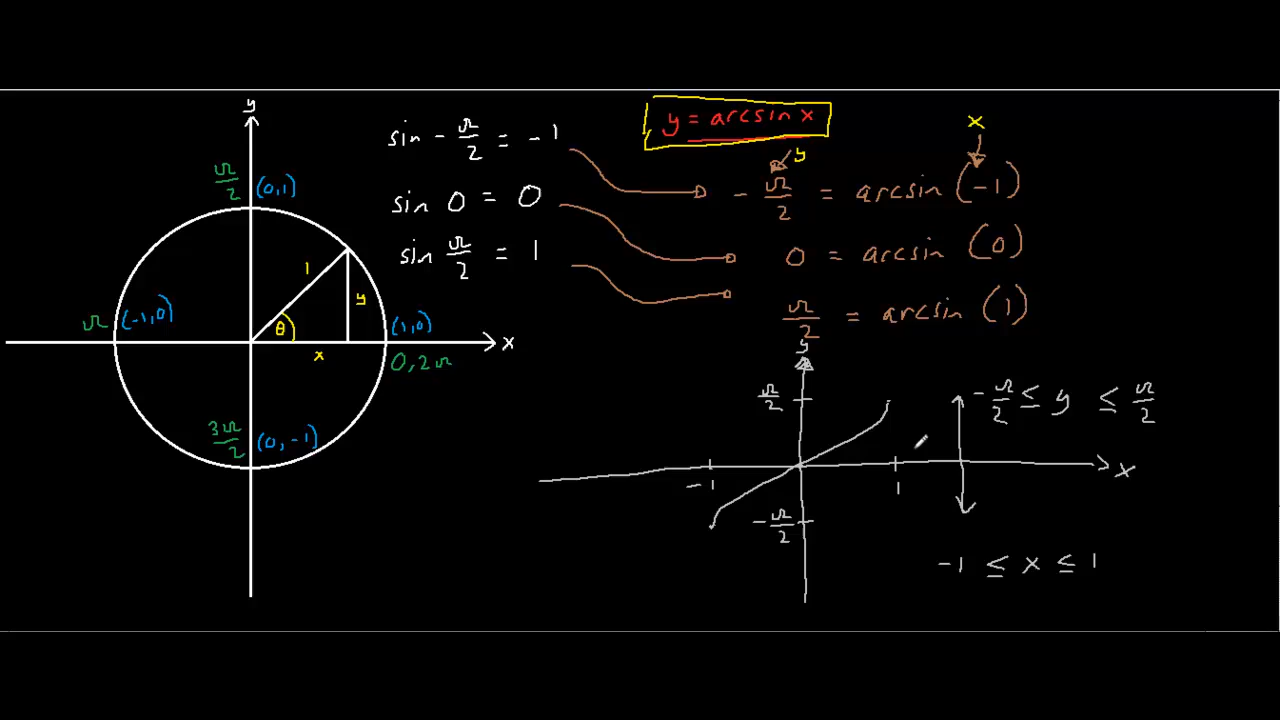 y
π/2 (0,1)
π (-1,0)
(1,0)
0, 2π
3π/2 (0,-1)
1
y
θ
x
x
sin -π/2 = -1
sin 0 = 0
sin π/2 = 1
y = arcsin x
y
x
-π/2 = arcsin (-1)
0 = arcsin (0)
π/2 = arcsin (1)
y
π/2
-1
1
x
-π/2
-π/2 ≤ y ≤ π/2
-1 ≤ x ≤ 1